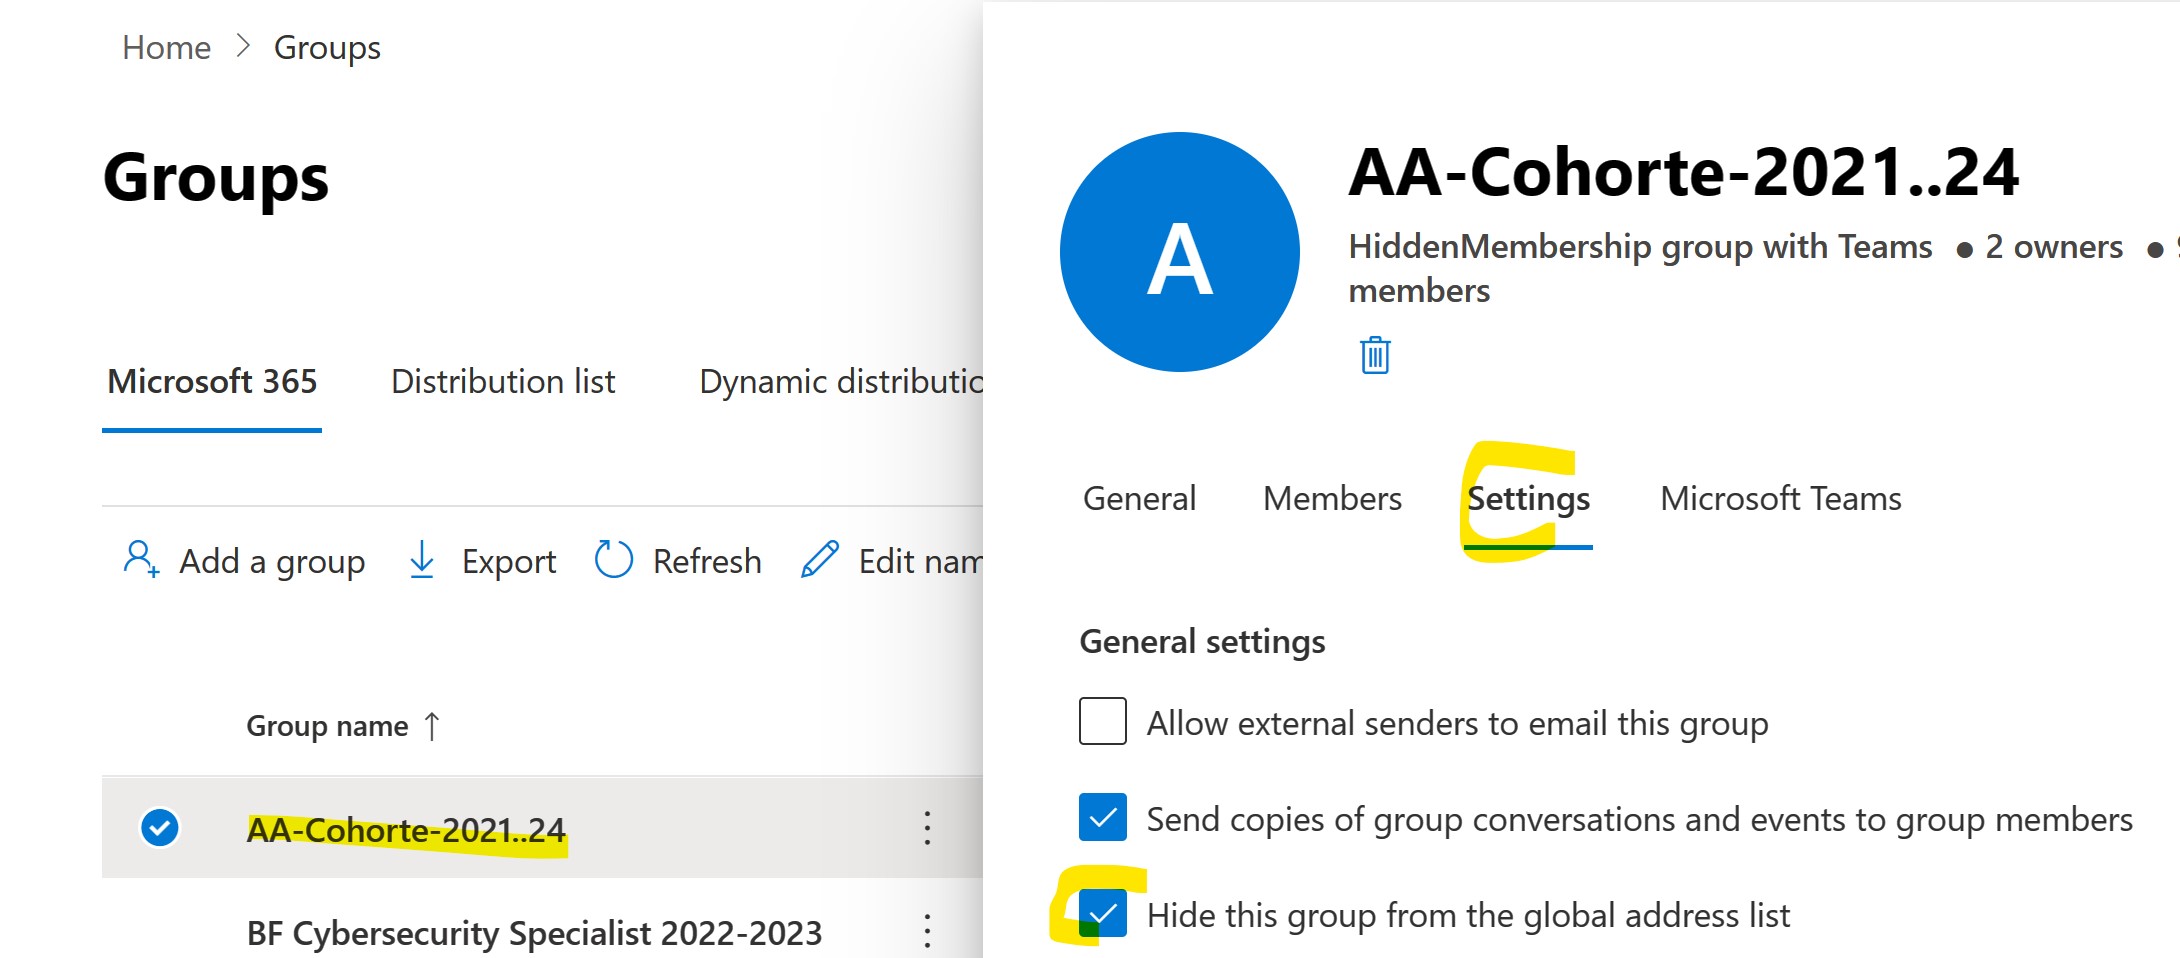 Home > Groups
Groups
Microsoft 365 Distribution list Dynamic distributio
Add a group Export Refresh Edit nam
Group name ↑
AA-Cohorte-2021..24
BF Cybersecurity Specialist 2022-2023
A
AA-Cohorte-2021..24
HiddenMembership group with Teams ● 2 owners ●
members
General Members Settings Microsoft Teams
General settings
Allow external senders to email this group
Send copies of group conversations and events to group members
Hide this group from the global address list